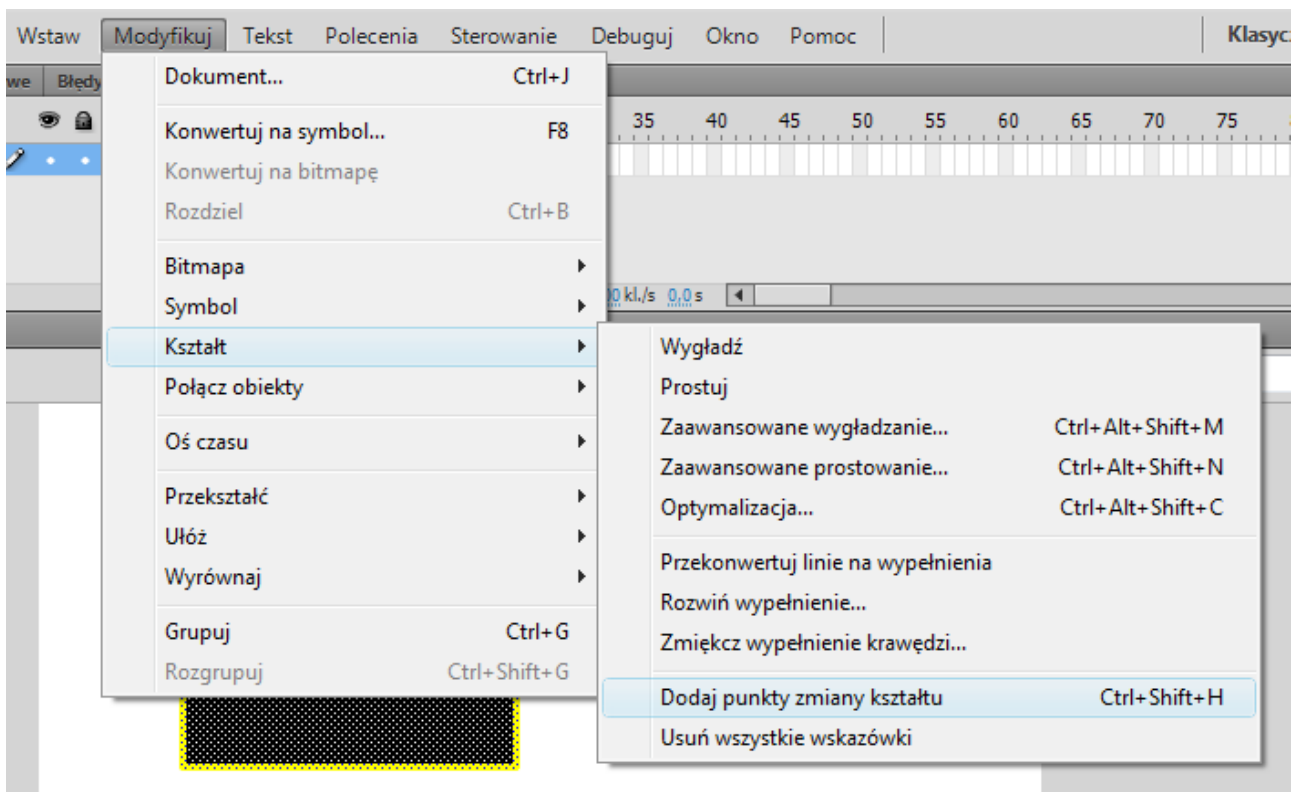 Wstaw Modyfikuj Tekst Polecenia Sterowanie Debuguj Okno Pomoc
we Błędy
Dokument... Ctrl+J
35 40 45 50 55 60 65 70 75
Konwertuj na symbol... F8
Konwertuj na bitmapę
Rozdziel Ctrl+B
Bitmapa
kl./s 0,0 s
Symbol
Kształt
Połącz obiekty
Oś czasu
Przekształć
Ułóż
Wyrównaj
Grupuj Ctrl+G
Rozgrupuj Ctrl+Shift+G
Wygładź
Prostuj
Zaawansowane wygładzanie... Ctrl+Alt+Shift+M
Zaawansowane prostowanie... Ctrl+Alt+Shift+N
Optymalizacja... Ctrl+Alt+Shift+C
Przekonwertuj linie na wypełnienia
Rozwiń wypełnienie...
Zmiękcz wypełnienie krawędzi...
Dodaj punkty zmiany kształtu Ctrl+Shift+H
Usuń wszystkie wskazówki